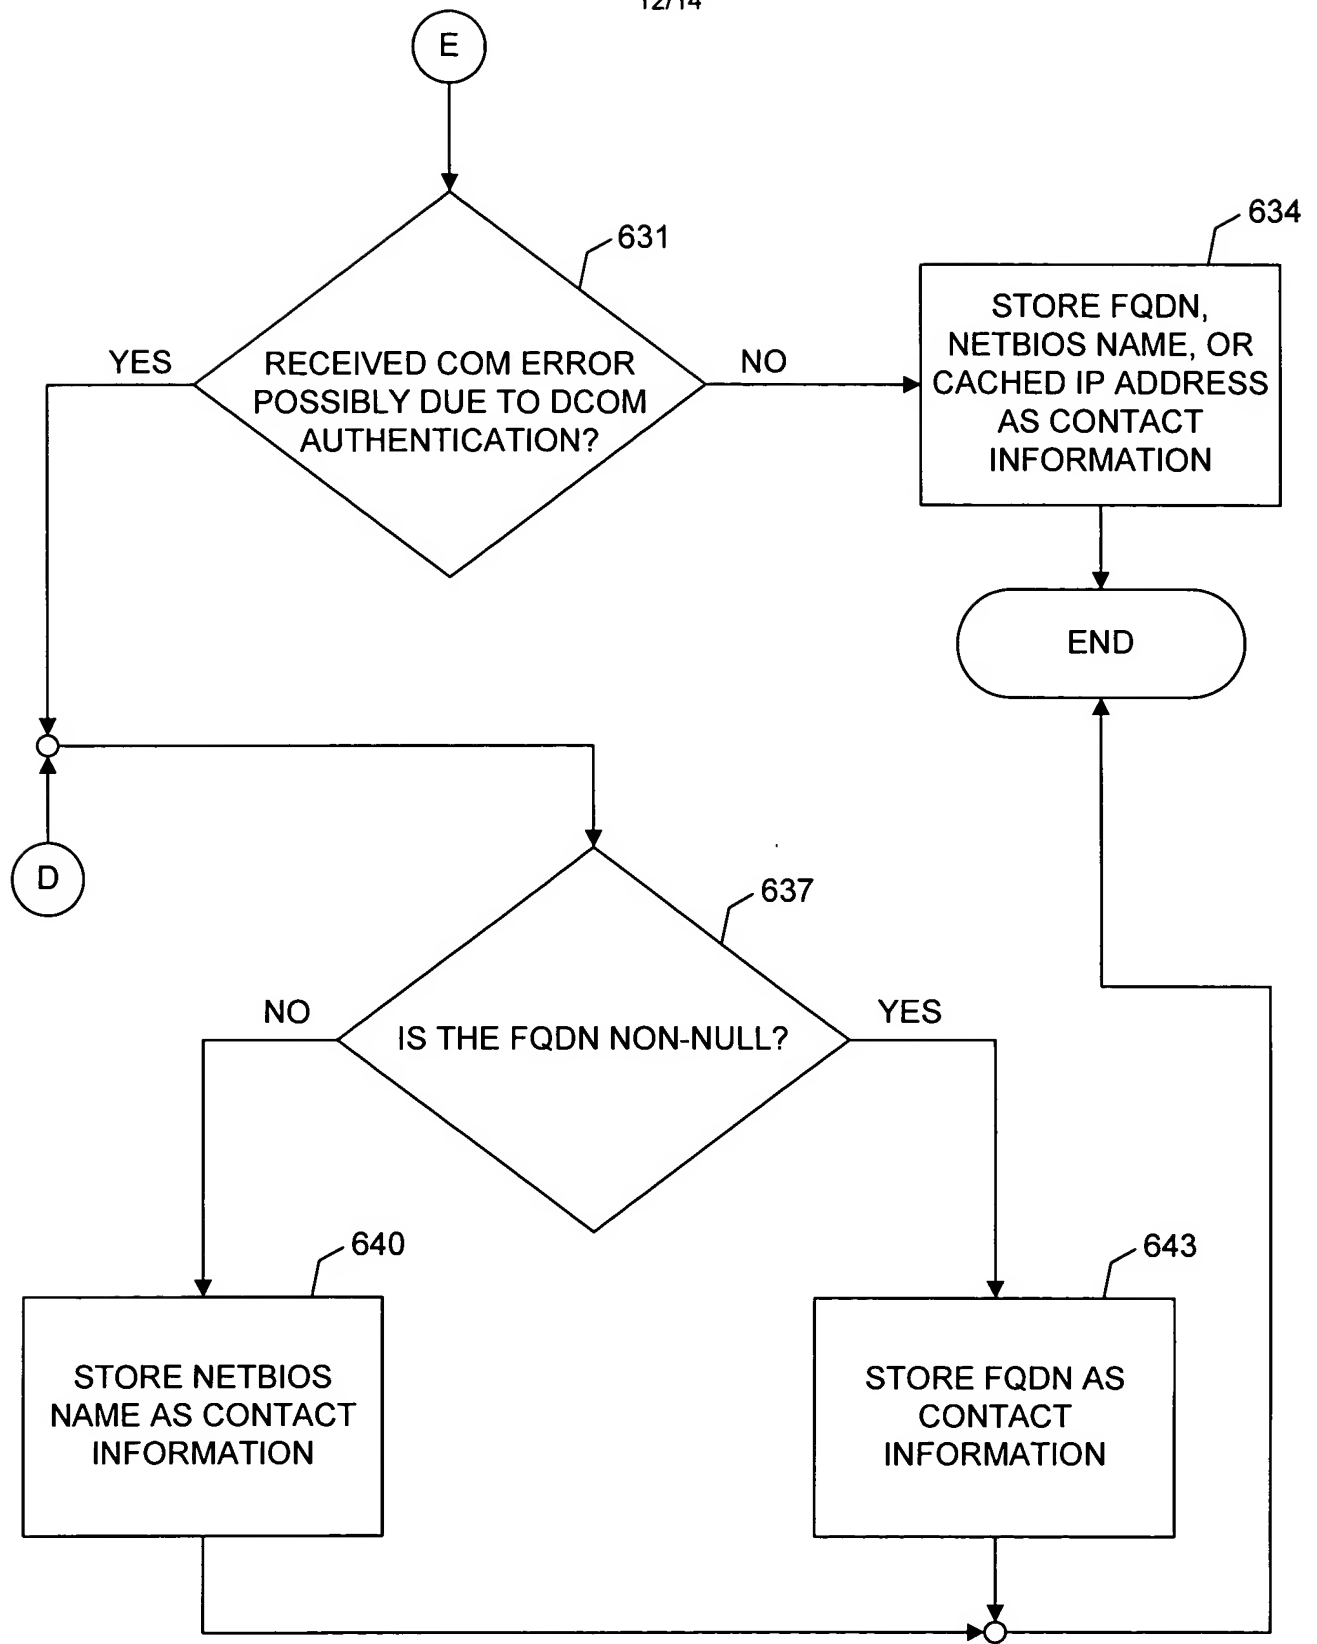 12/14
E
631
634
STORE FQDN,
NETBIOS NAME, OR
CACHED IP ADDRESS
AS CONTACT
INFORMATION
YES
RECEIVED COM ERROR
POSSIBLY DUE TO DCOM
AUTHENTICATION?
NO
END
D
637
NO
IS THE FQDN NON-NULL?
YES
640
643
STORE NETBIOS
NAME AS CONTACT
INFORMATION
STORE FQDN AS
CONTACT
INFORMATION